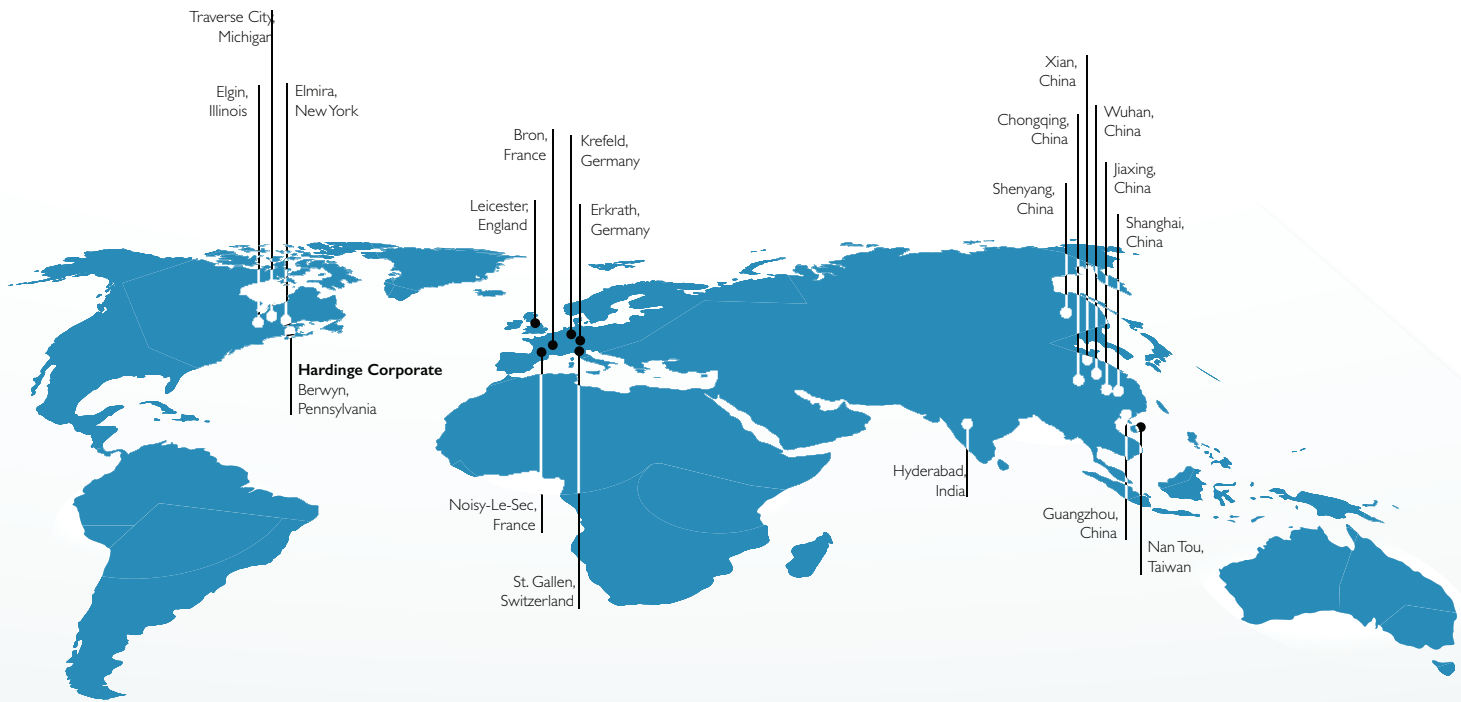 Traverse City,
Michigan
Elgin,
Illinois
Elmira,
New York
Hardinge Corporate
Berwyn,
Pennsylvania
Bron,
France
Krefeld,
Germany
Leicester,
England
Erkrath,
Germany
Noisy-Le-Sec,
France
St. Gallen,
Switzerland
Xian,
China
Chongqing,
China
Wuhan,
China
Jiaxing,
China
Shenyang,
China
Shanghai,
China
Hyderabad,
India
Guangzhou,
China
Nan Tou,
Taiwan